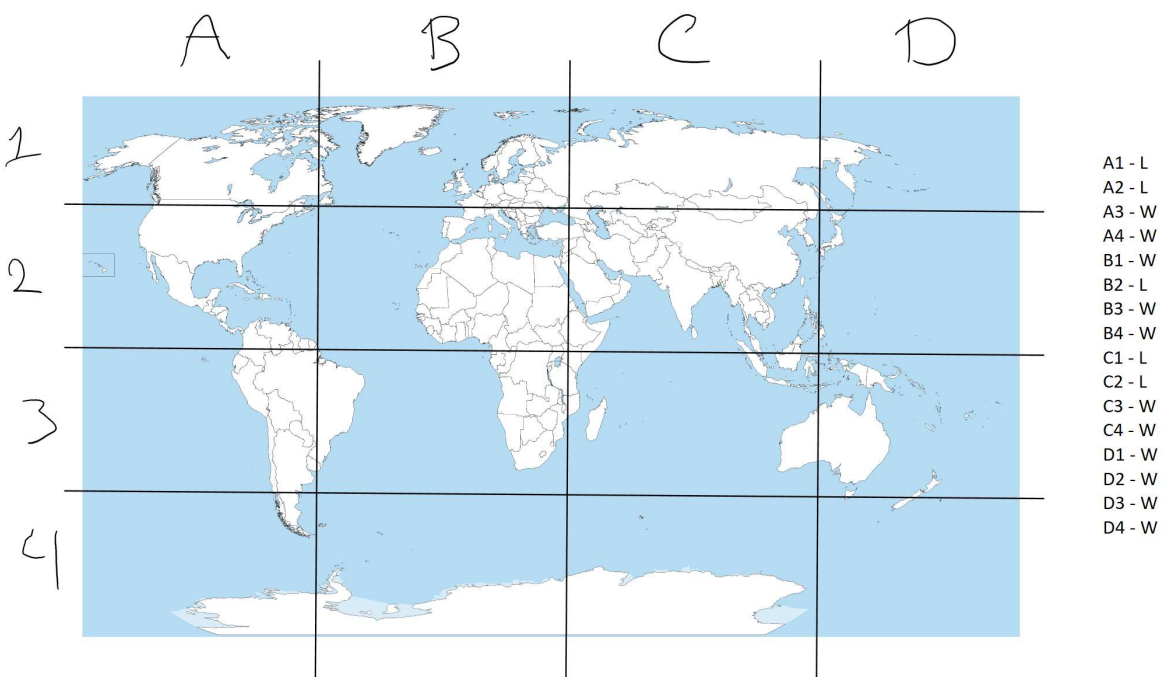 A B C D
1
2
3
4
A1 - L
A2 - L
A3 - W
A4 - W
B1 - W
B2 - L
B3 - W
B4 - W
C1 - L
C2 - L
C3 - W
C4 - W
D1 - W
D2 - W
D3 - W
D4 - W